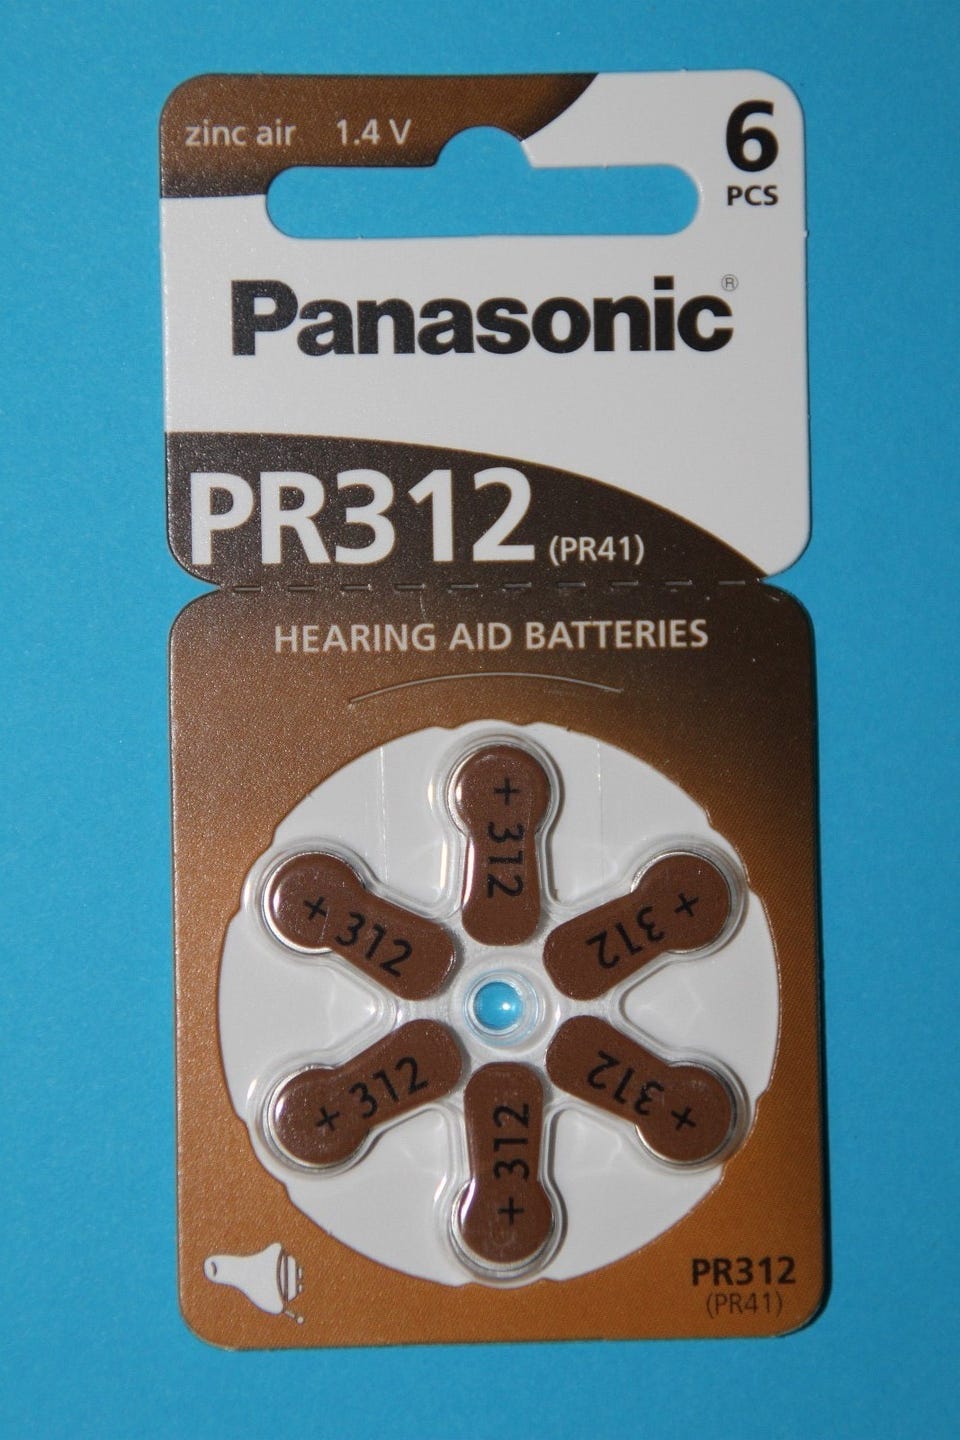 zinc air 1.4 V
6
PCS
Panasonic®
PR312 (PR41)
HEARING AID BATTERIES
+ 312
+ 312
+ 312
+ 312
+ 312
+ 312
PR312
(PR41)